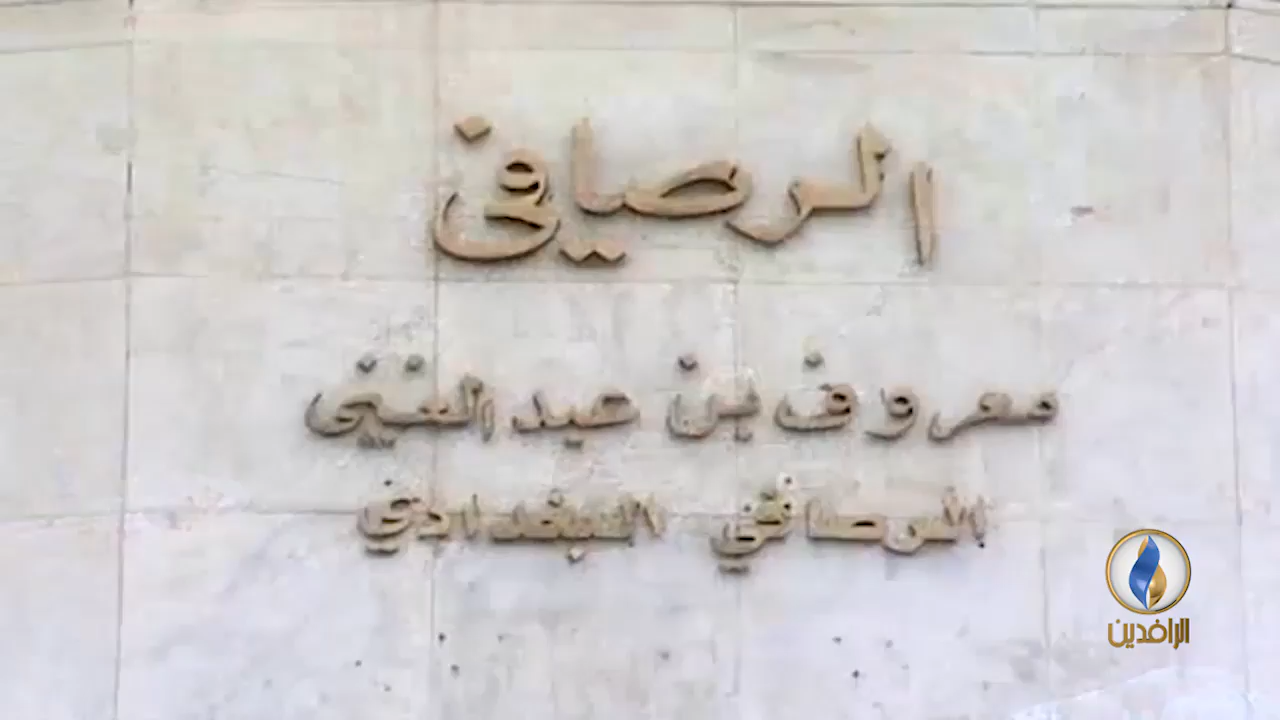 الرصافي
معروف بن عبد الغني
الرصافي البغدادي
الرافدين